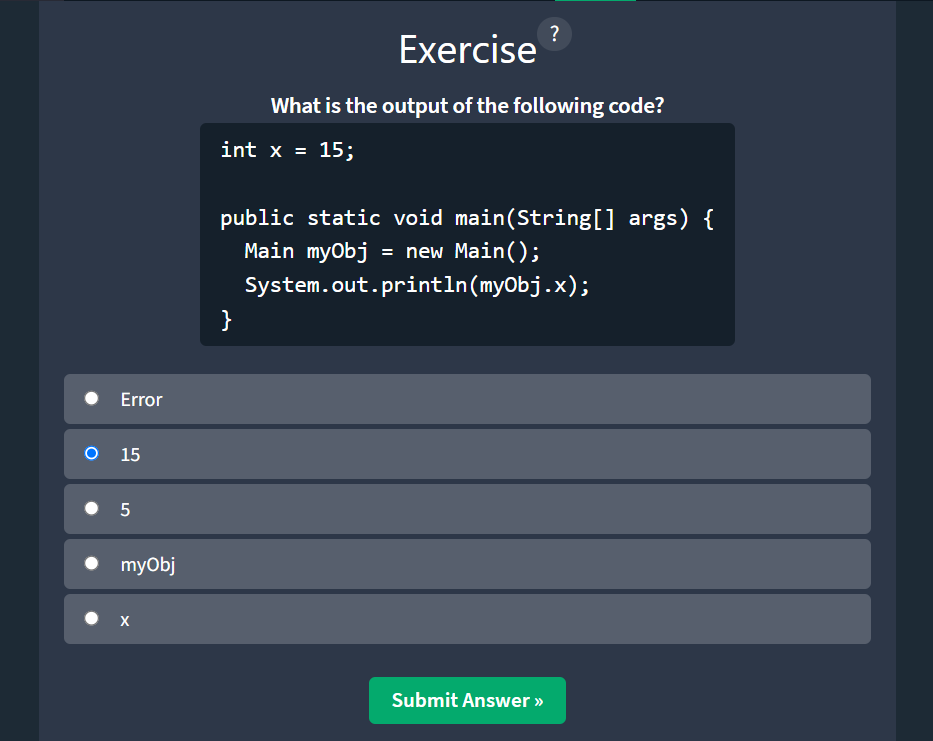 Exercise ?
What is the output of the following code?
int x = 15;
public static void main(String[] args) {
  Main myObj = new Main();
  System.out.println(myObj.x);
}
Error
15
5
myObj
x
Submit Answer »